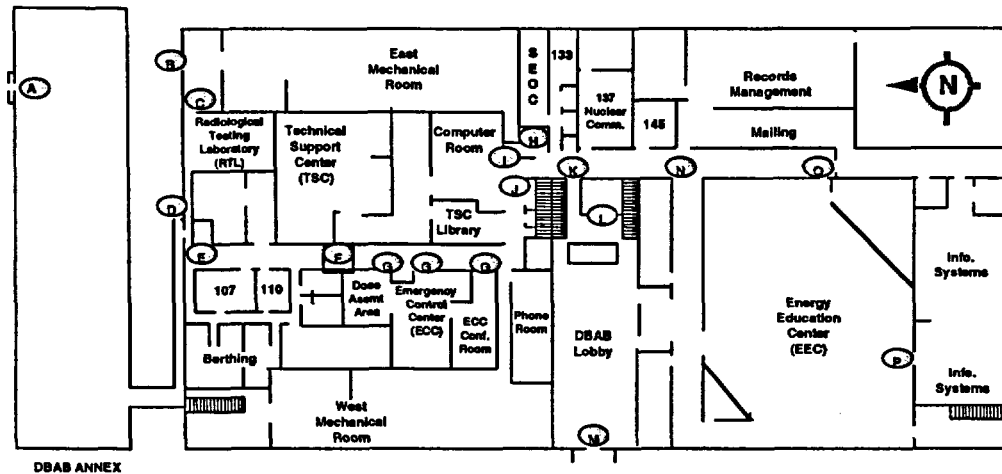 A
B
C
D
E
F
G
G
G
H
I
J
K
L
M
N
O
P
East
Mechanical
Room
S
E
O
C
133
137
Nuclear
Comm.
145
Records
Management
Mailing
N
Radiological
Testing
Laboratory
(RTL)
Technical
Support
Center
(TSC)
Computer
Room
TSC
Library
107
110
Dose
Asemt
Area
Emergency
Control
Center
(ECC)
ECC
Conf.
Room
Phone
Room
DBAB
Lobby
Energy
Education
Center
(EEC)
Info.
Systems
Info.
Systems
Berthing
West
Mechanical
Room
DBAB ANNEX